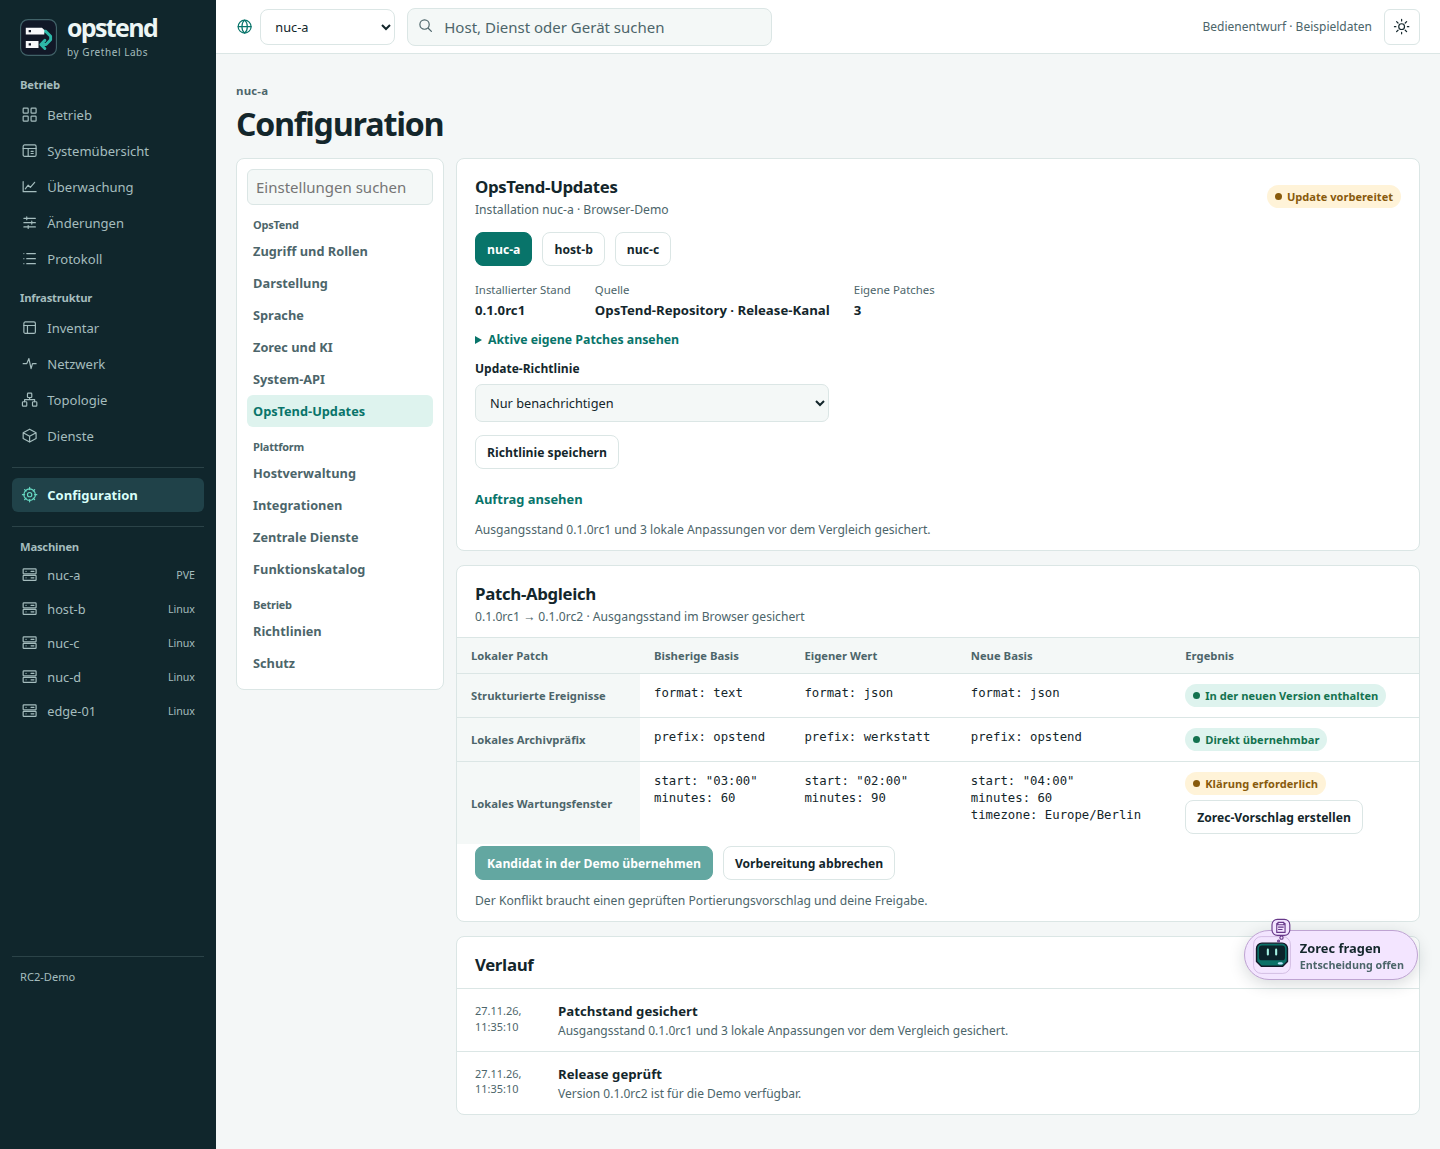 opstend
by Grethel Labs
Betrieb
Betrieb
Systemübersicht
Überwachung
Änderungen
Protokoll
Infrastruktur
Inventar
Netzwerk
Topologie
Dienste
Configuration
Maschinen
nuc-a PVE
host-b Linux
nuc-c Linux
nuc-d Linux
edge-01 Linux
RC2-Demo
nuc-a
Host, Dienst oder Gerät suchen
Bedienentwurf · Beispieldaten
nuc-a
Configuration
Einstellungen suchen
OpsTend
Zugriff und Rollen
Darstellung
Sprache
Zorec und KI
System-API
OpsTend-Updates
Plattform
Hostverwaltung
Integrationen
Zentrale Dienste
Funktionskatalog
Betrieb
Richtlinien
Schutz
OpsTend-Updates
Installation nuc-a · Browser-Demo
Update vorbereitet
nuc-a host-b nuc-c
Installierter Stand Quelle Eigene Patches
0.1.0rc1 OpsTend-Repository · Release-Kanal 3
Aktive eigene Patches ansehen
Update-Richtlinie
Nur benachrichtigen
Richtlinie speichern
Auftrag ansehen
Ausgangsstand 0.1.0rc1 und 3 lokale Anpassungen vor dem Vergleich gesichert.
Patch-Abgleich
0.1.0rc1 → 0.1.0rc2 · Ausgangsstand im Browser gesichert
Lokaler Patch Bisherige Basis Eigener Wert Neue Basis Ergebnis
Strukturierte Ereignisse format: text format: json format: json In der neuen Version enthalten
Lokales Archivpräfix prefix: opstend prefix: werkstatt prefix: opstend Direkt übernehmbar
Lokales Wartungsfenster start: "03:00" start: "02:00" start: "04:00" Klärung erforderlich
minutes: 60 minutes: 90 minutes: 60
timezone: Europe/Berlin Zorec-Vorschlag erstellen
Kandidat in der Demo übernehmen Vorbereitung abbrechen
Der Konflikt braucht einen geprüften Portierungsvorschlag und deine Freigabe.
Zorec fragen
Entscheidung offen
Verlauf
27.11.26, Patchstand gesichert
11:35:10 Ausgangsstand 0.1.0rc1 und 3 lokale Anpassungen vor dem Vergleich gesichert.
27.11.26, Release geprüft
11:35:10 Version 0.1.0rc2 ist für die Demo verfügbar.